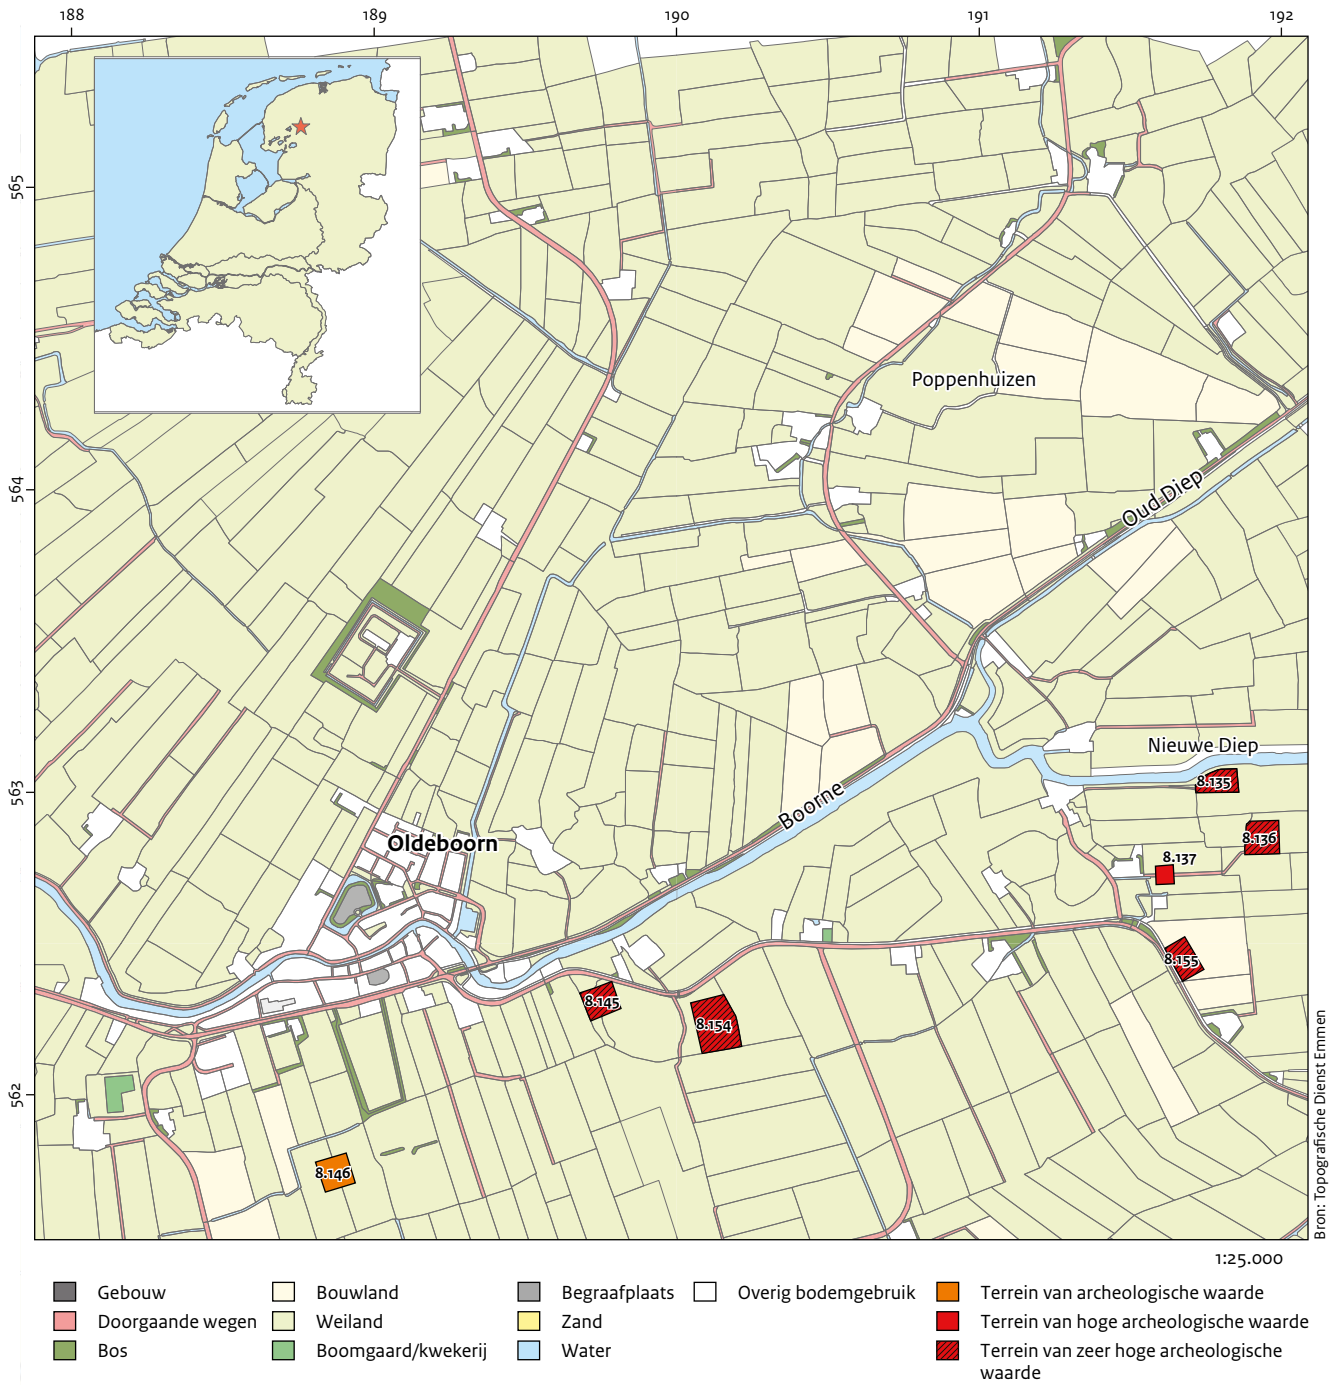 188 189 190 191 192
565
564
563
562
Poppenhuizen
Oud Diep
Nieuwe Diep
8.135
Boorne
8.136
Oldeboorn
8.137
8.155
8.145
8.154
8.146
Bron: Topografische Dienst Emmen
1:25.000
Gebouw
Doorgaande wegen
Bos
Bouwland
Weiland
Boomgaard/kwekerij
Begraafplaats
Zand
Water
Overig bodemgebruik
Terrein van archeologische waarde
Terrein van hoge archeologische waarde
Terrein van zeer hoge archeologische
waarde